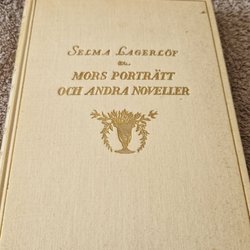 SELMA LAGERLÖF
MORS PORTRÄTT
OCH ANDRA NOVELLER